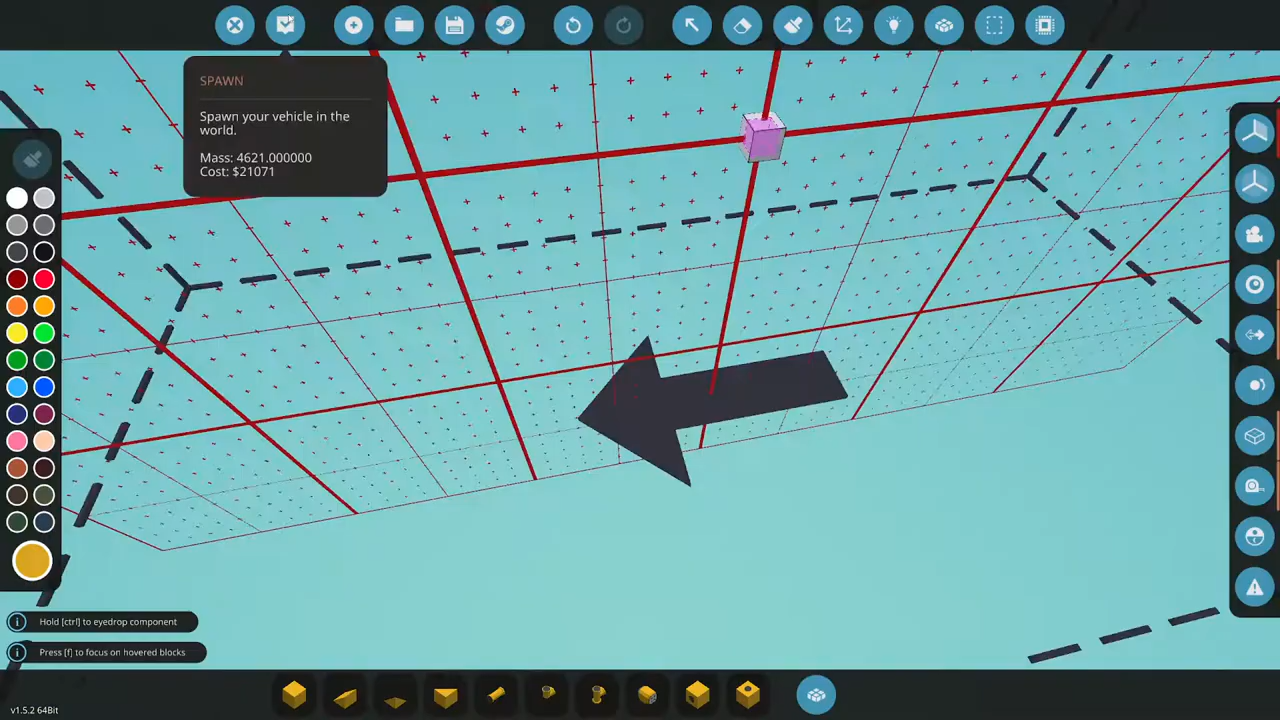 SPAWN
Spawn your vehicle in the
world.
Mass: 4621.000000
Cost: $21071
Hold [ctrl] to eyedrop component
Press [f] to focus on hovered blocks
v1.5.2 64Bit